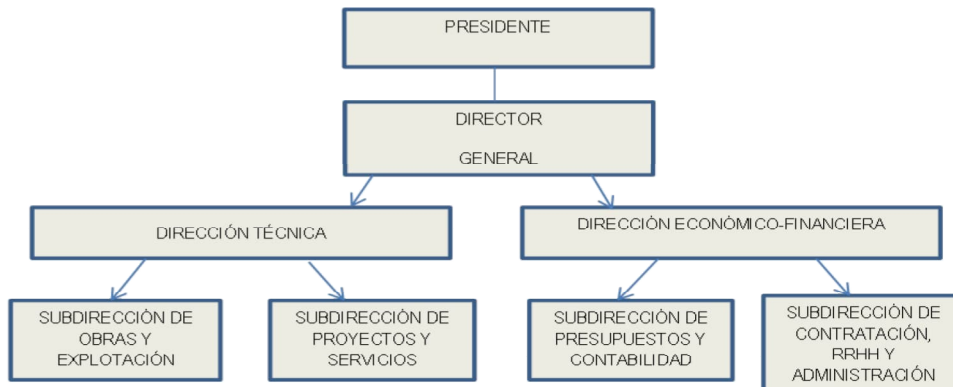 PRESIDENTE
DIRECTOR
GENERAL
DIRECCIÓN TÉCNICA
DIRECCIÓN ECONÓMICO-FINANCIERA
SUBDIRECCIÓN DE
OBRAS Y
EXPLOTACIÓN
SUBDIRECCIÓN DE
PROYECTOS Y
SERVICIOS
SUBDIRECCIÓN DE
PRESUPUESTOS Y
CONTABILIDAD
SUBDIRECCIÓN DE
CONTRATACIÓN,
RRHH Y
ADMINISTRACIÓN